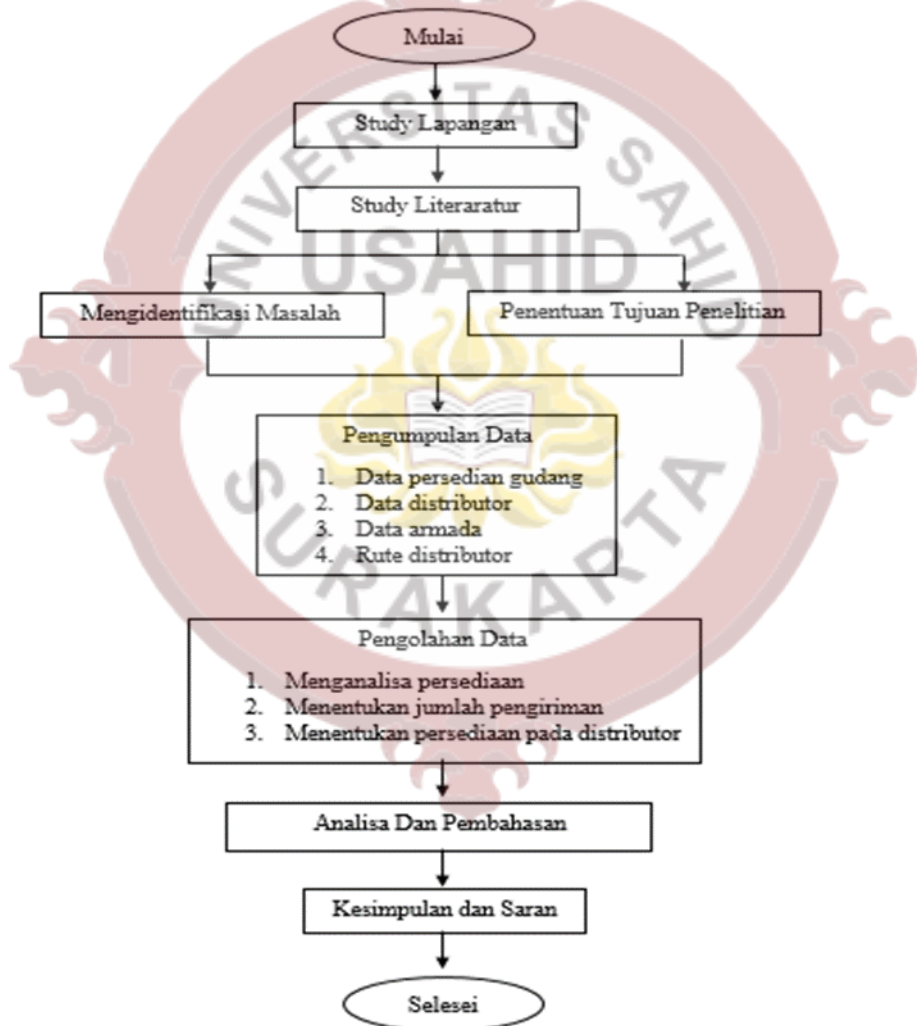 Mulai
Study Lapangan
Study Literaratur
Mengidentifikasi Masalah
Penentuan Tujuan Penelitian
Pengumpulan Data
1. Data persedian gudang
2. Data distributor
3. Data armada
4. Rute distributor
Pengolahan Data
1. Menganalisa persediaan
2. Menentukan jumlah pengiriman
3. Menentukan persediaan pada distributor
Analisa Dan Pembahasan
Kesimpulan dan Saran
Selesei
UNIVERSITAS SAHID
USAHID
SURAKARTA